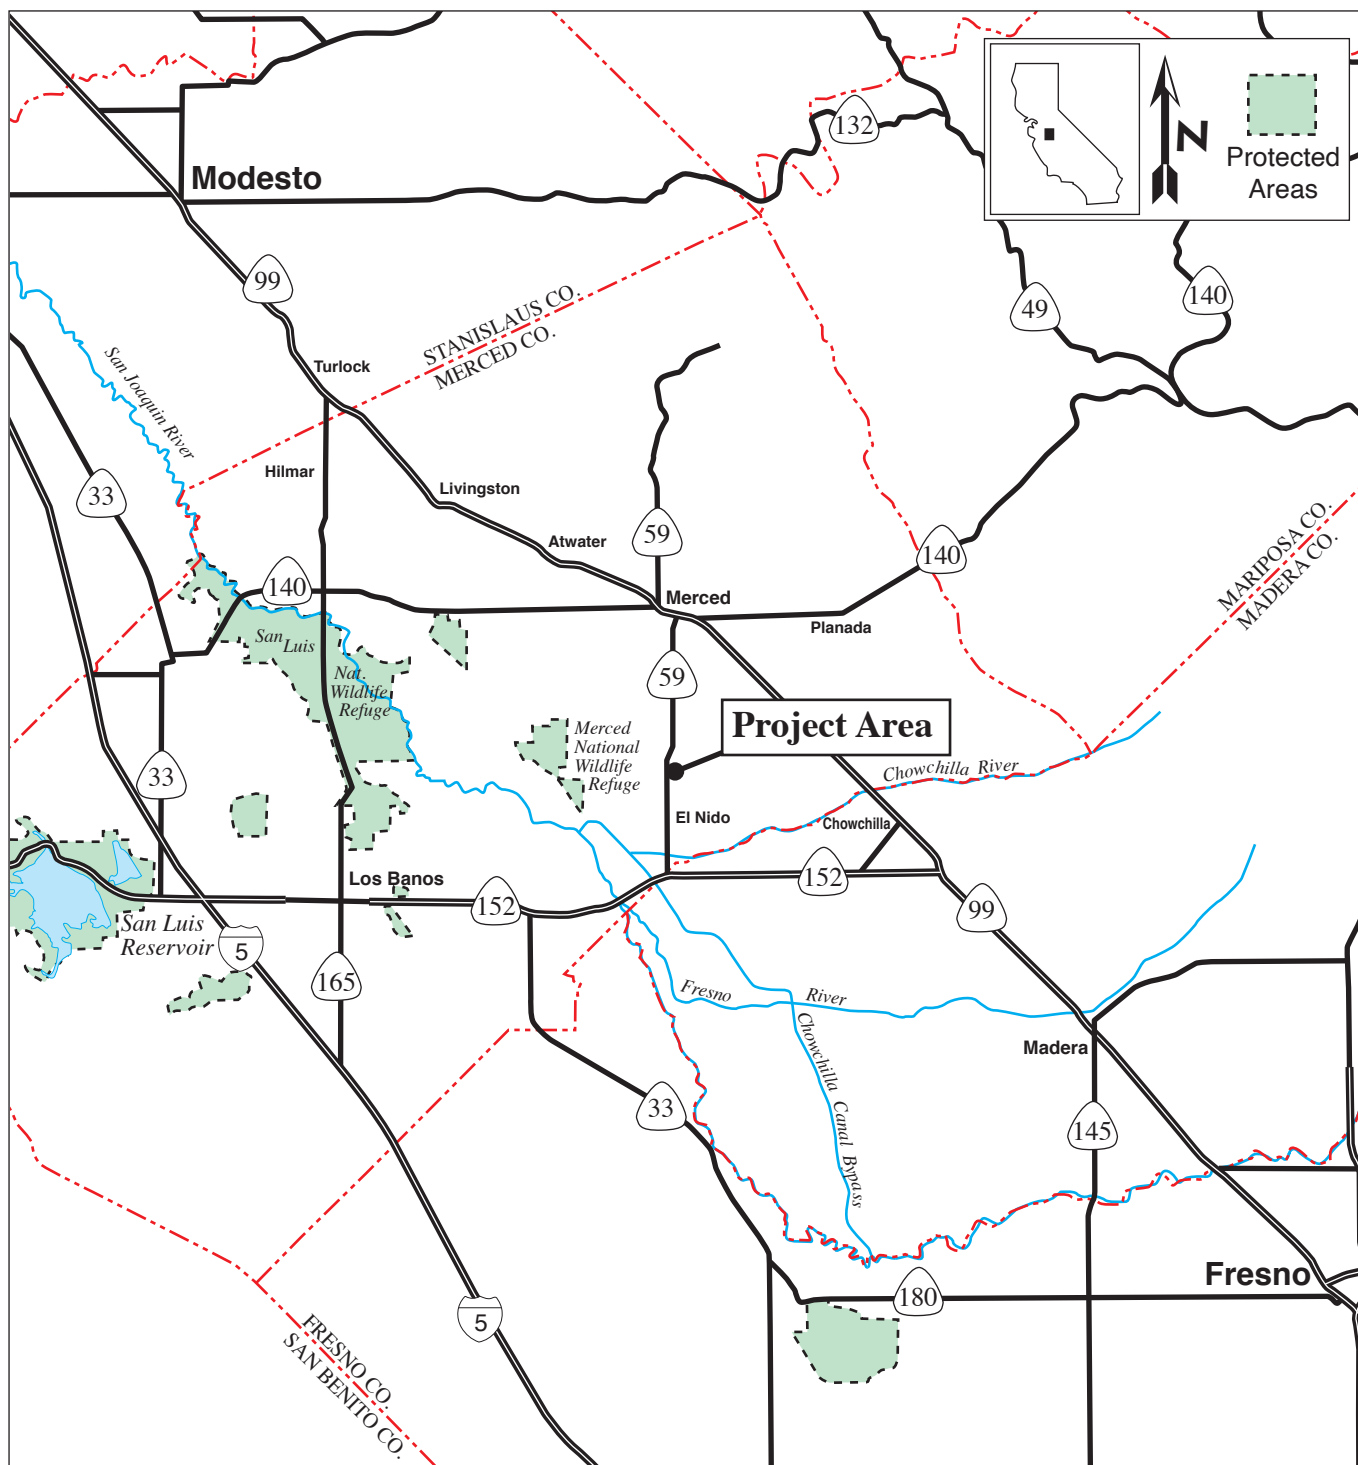 132
N
Protected
Areas
Modesto
99
STANISLAUS CO.
MERCED CO.
49
140
San Joaquin River
Turlock
Hilmar
33
Livingston
59
Atwater
140
MARIPOSA CO.
MADERA CO.
140
Merced
Planada
San Luis
Nat.
Wildlife
Refuge
59
Project Area
Merced
National
Wildlife
Refuge
33
Chowchilla River
El Nido
Chowchilla
Los Banos
152
152
99
San Luis
Reservoir
5
165
Fresno River
Chowchilla Canal Bypass
Madera
33
145
Fresno
180
5
FRESNO CO.
SAN BENITO CO.